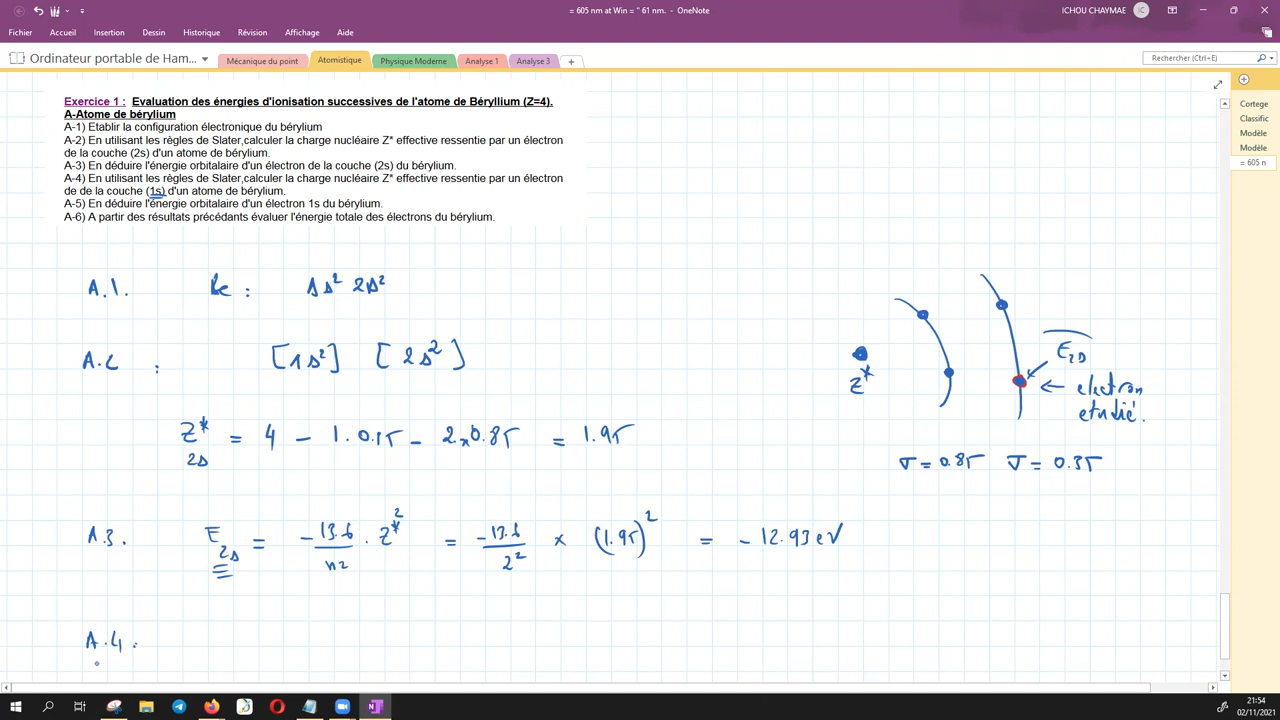 = 605 nm at Win = " 61 nm. - OneNote
ICHOU CHAYMAE IC
Fichier Accueil Insertion Dessin Historique Révision Affichage Aide
Ordinateur portable de Ham... Mécanique du point Atomistique Physique Moderne Analyse 1 Analyse 3 + Rechercher (Ctrl+E)
Exercice 1 : Evaluation des énergies d'ionisation successives de l'atome de Béryllium (Z=4).
A-Atome de bérylium
A-1) Etablir la configuration électronique du bérylium
A-2) En utilisant les règles de Slater,calculer la charge nucléaire Z* effective ressentie par un électron
de la couche (2s) d'un atome de bérylium.
A-3) En déduire l'énergie orbitalaire d'un électron de la couche (2s) du bérylium.
A-4) En utilisant les règles de Slater,calculer la charge nucléaire Z* effective ressentie par un électron
de de la couche (1s) d'un atome de bérylium.
A-5) En déduire l'énergie orbitalaire d'un électron 1s du bérylium.
A-6) A partir des résultats précédants évaluer l'énergie totale des électrons du bérylium.
Cortege
Classific
Modèle
Modèle
= 605 n
A.1. Be : 1s² 2s²
A.2 : [1s²] [2s²]
Z*
E2s
electron
etudié.
Z*2s = 4 - 1. 0.35 - 2 x 0.85 = 1.95
σ = 0.85 σ = 0.35
A.3. E2s = -13.6/n² . Z*² = -13.6/2² × (1.95)² = - 12.93 eV
A.4.
21:54
02/11/2021